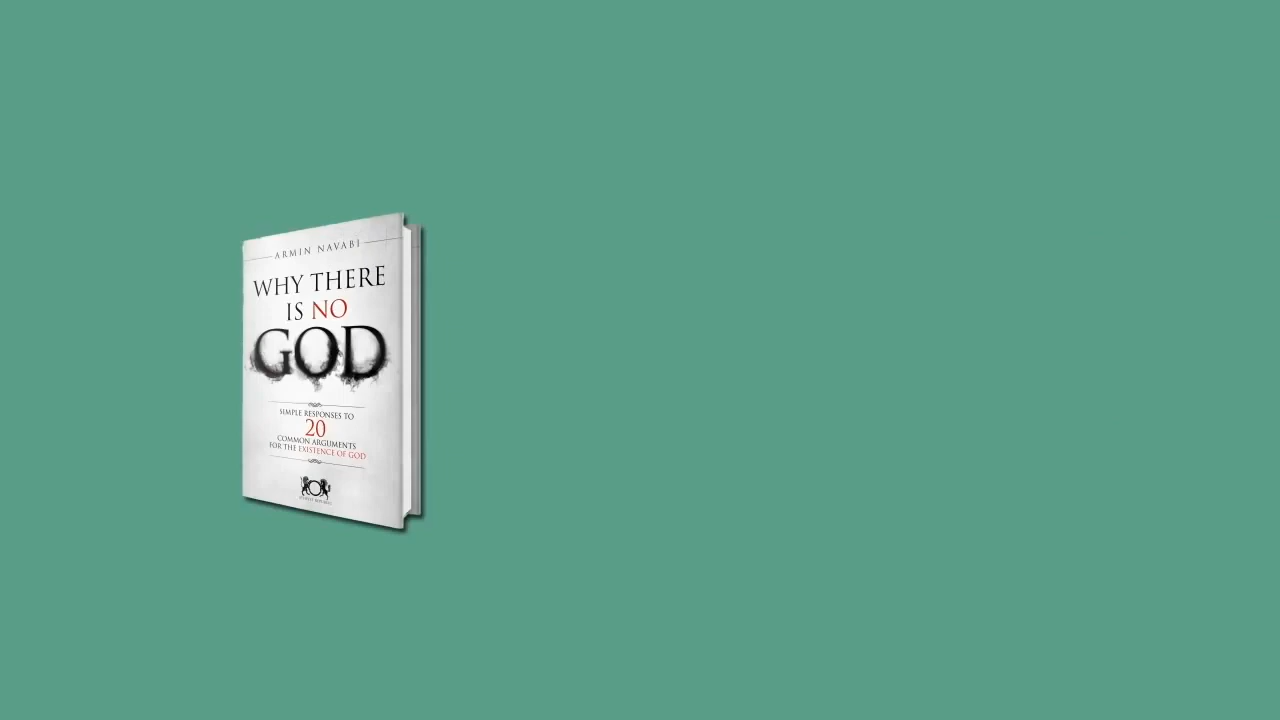 ARMIN NAVABI
WHY THERE
IS NO
GOD
SIMPLE RESPONSES TO
20
COMMON ARGUMENTS
FOR THE EXISTENCE OF GOD